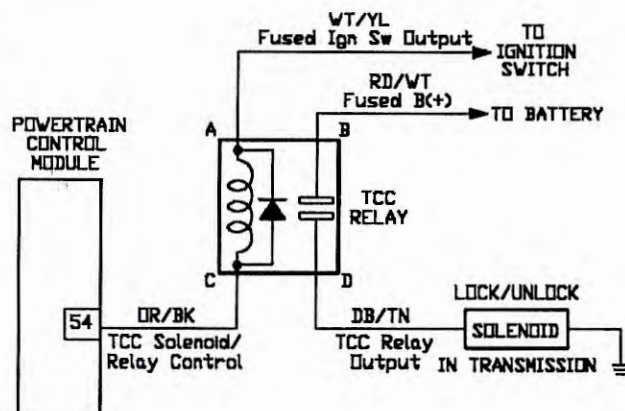 WT/YL
Fused Ign Sw Output
TO
IGNITION
SWITCH
RD/WT
Fused B(+)
TO BATTERY
POWERTRAIN
CONTROL
MODULE
A
B
TCC
RELAY
C
D
54
OR/BK
TCC Solenoid/
Relay Control
DB/TN
TCC Relay
Output
LOCK/UNLOCK
SOLENOID
IN TRANSMISSION